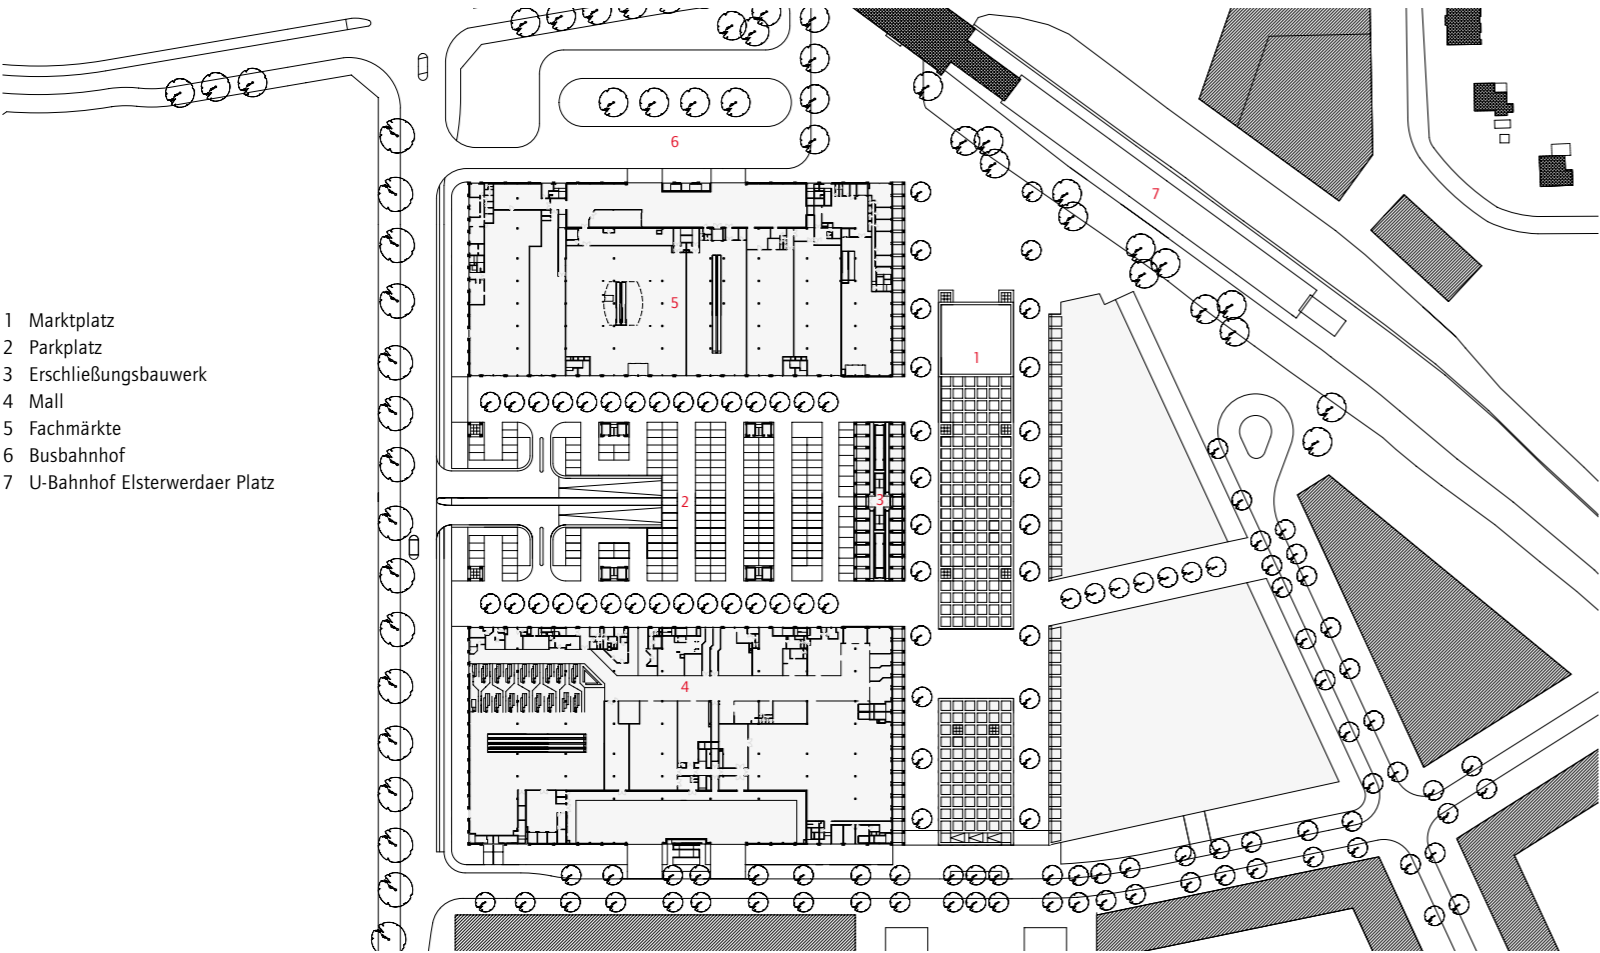 1 Marktplatz
2 Parkplatz
3 Erschließungsbauwerk
4 Mall
5 Fachmärkte
6 Busbahnhof
7 U-Bahnhof Elsterwerdaer Platz
6
7
5
1
2
3
4